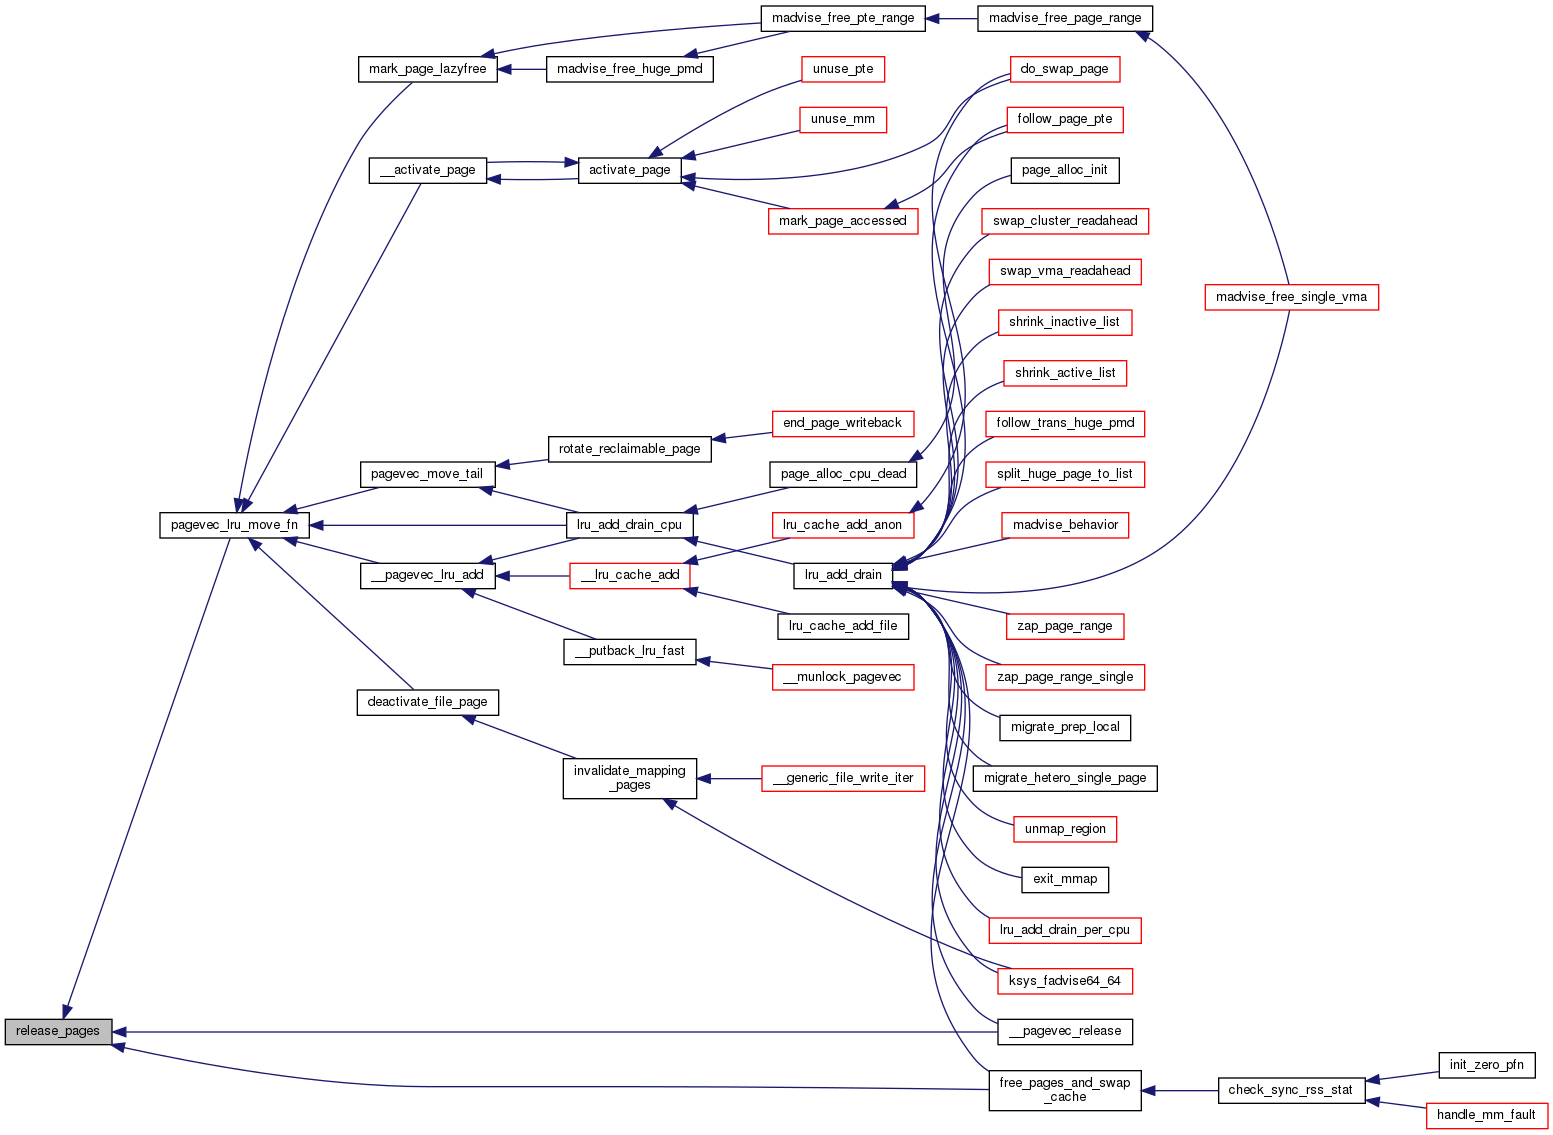 madvise_free_pte_range
madvise_free_page_range
mark_page_lazyfree
madvise_free_huge_pmd
unuse_pte
do_swap_page
unuse_mm
follow_page_pte
__activate_page
activate_page
page_alloc_init
mark_page_accessed
swap_cluster_readahead
swap_vma_readahead
madvise_free_single_vma
shrink_inactive_list
shrink_active_list
end_page_writeback
follow_trans_huge_pmd
rotate_reclaimable_page
pagevec_move_tail
page_alloc_cpu_dead
split_huge_page_to_list
pagevec_lru_move_fn
lru_add_drain_cpu
lru_cache_add_anon
madvise_behavior
__pagevec_lru_add
__lru_cache_add
lru_add_drain
lru_cache_add_file
zap_page_range
__putback_lru_fast
__munlock_pagevec
zap_page_range_single
deactivate_file_page
migrate_prep_local
invalidate_mapping
_pages
__generic_file_write_iter
migrate_hetero_single_page
unmap_region
exit_mmap
lru_add_drain_per_cpu
ksys_fadvise64_64
release_pages
__pagevec_release
free_pages_and_swap
_cache
check_sync_rss_stat
init_zero_pfn
handle_mm_fault